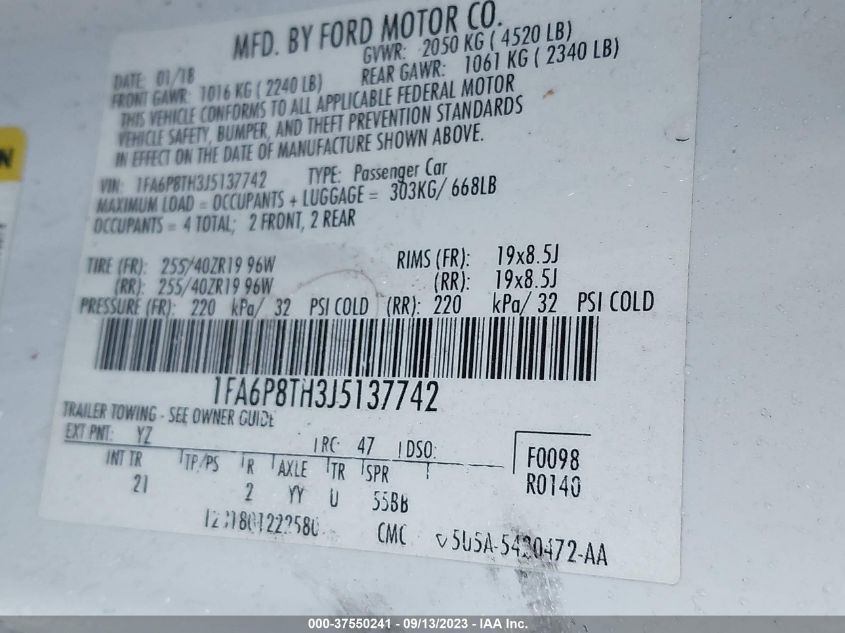 MFD. BY FORD MOTOR CO.
DATE: 01/18 GVWR: 2050 KG ( 4520 LB)
FRONT GAWR: 1016 KG ( 2240 LB) REAR GAWR: 1061 KG ( 2340 LB)
THIS VEHICLE CONFORMS TO ALL APPLICABLE FEDERAL MOTOR
VEHICLE SAFETY, BUMPER, AND THEFT PREVENTION STANDARDS
IN EFFECT ON THE DATE OF MANUFACTURE SHOWN ABOVE.
VIN: 1FA6P8TH3J5137742 TYPE: Passenger Car
MAXIMUM LOAD = OCCUPANTS + LUGGAGE = 303KG/ 668LB
OCCUPANTS = 4 TOTAL; 2 FRONT, 2 REAR
TIRE (FR): 255/40ZR19 96W RIMS (FR): 19x8.5J
(RR): 255/40ZR19 96W (RR): 19x8.5J
PRESSURE (FR): 220 kPa/ 32 PSI COLD (RR): 220 kPa/ 32 PSI COLD
1FA6P8TH3J5137742
TRAILER TOWING - SEE OWNER GUIDE
EXT PNT: YZ RC: 47 DSO:
INT TR TP/PS R AXLE TR SPR
21 2 YY U 55BB
F0098
R0140
CMC
000-37550241 - 09/13/2023 - IAA Inc.